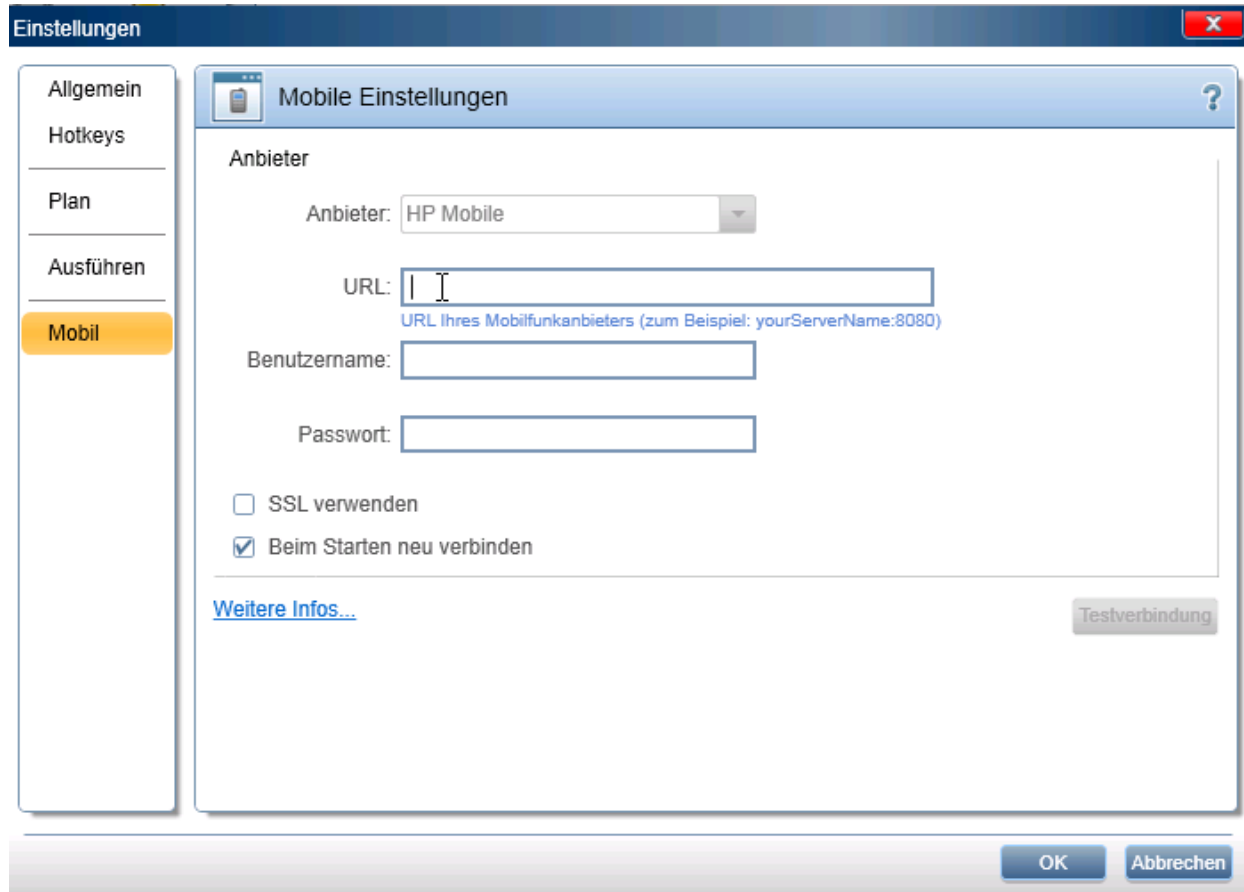 Einstellungen
Allgemein
Hotkeys
Plan
Ausführen
Mobil
Mobile Einstellungen
?
Anbieter
Anbieter: HP Mobile
URL:
URL Ihres Mobilfunkanbieters (zum Beispiel: yourServerName:8080)
Benutzername:
Passwort:
SSL verwenden
Beim Starten neu verbinden
Weitere Infos...
Testverbindung
OK Abbrechen